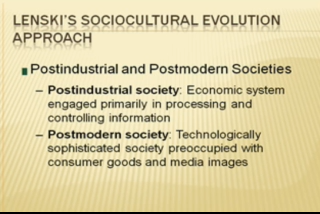 LENSKI'S SOCIOCULTURAL EVOLUTION
APPROACH
Postindustrial and Postmodern Societies
– Postindustrial society: Economic system
engaged primarily in processing and
controlling information
– Postmodern society: Technologically
sophisticated society preoccupied with
consumer goods and media images